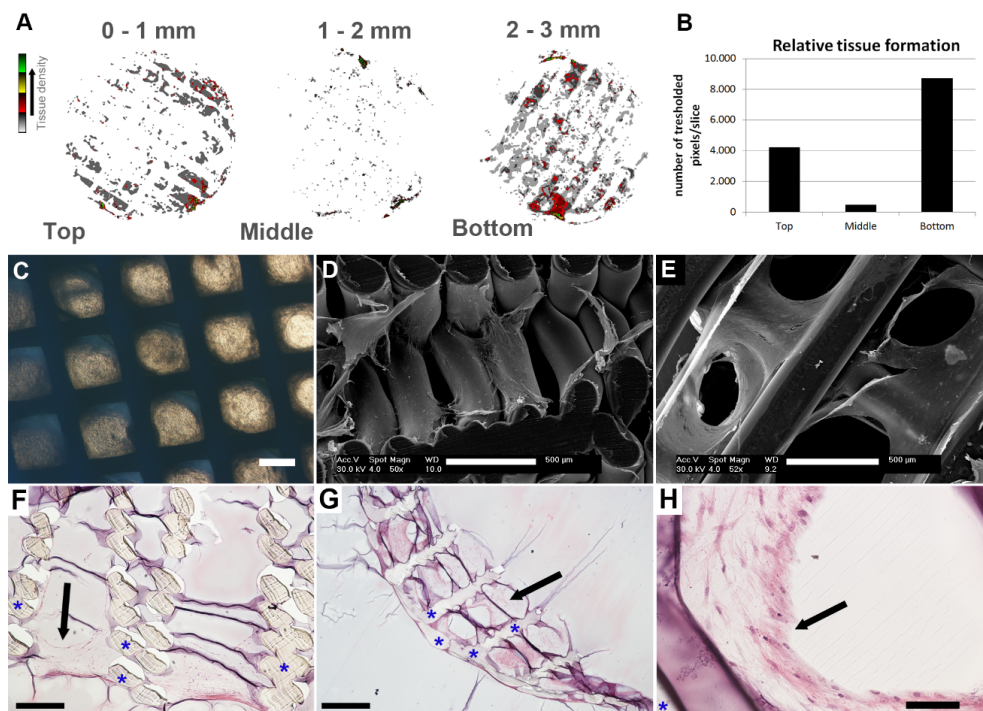 A
0 - 1 mm
1 - 2 mm
2 - 3 mm
Tissue density
Top
Middle
Bottom
B
Relative tissue formation
number of tresholded
pixels/slice
10.000
8.000
6.000
4.000
2.000
0
Top
Middle
Bottom
C
D
Acc.V Spot Magn WD
30.0 kV 4.0 50x 10.0
500 µm
E
Acc.V Spot Magn WD
30.0 kV 4.0 52x 9.2
500 µm
F
*
*
*
*
G
*
*
*
*
H
*